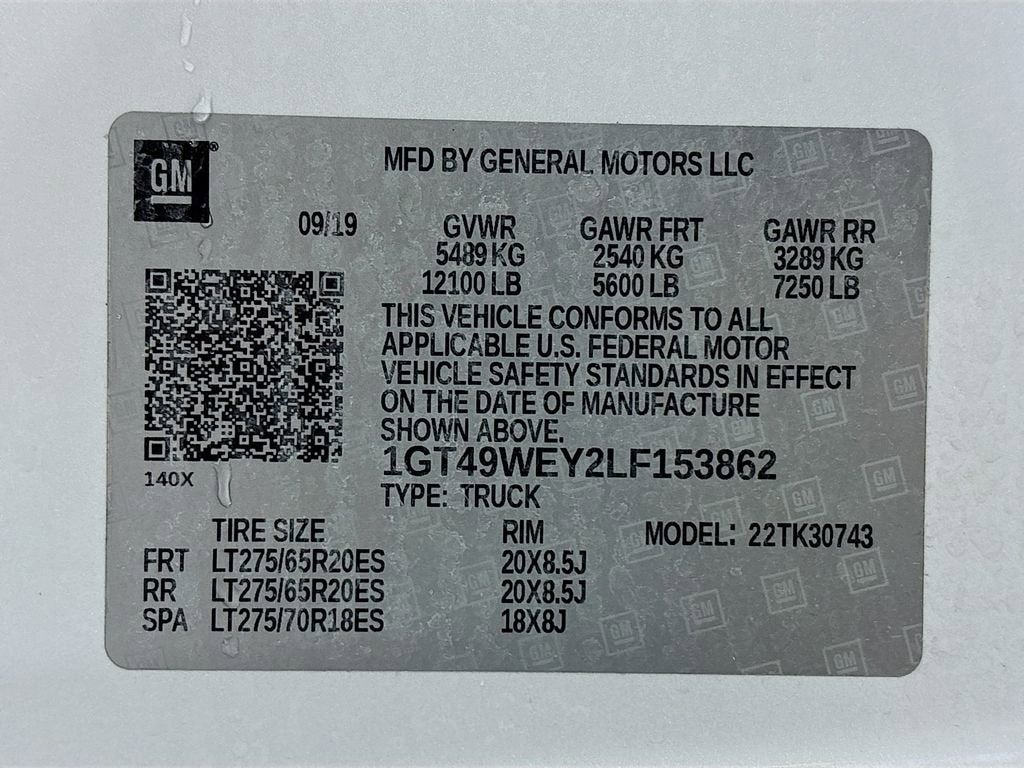 GM®
MFD BY GENERAL MOTORS LLC
09/19 GVWR GAWR FRT GAWR RR
5489 KG 2540 KG 3289 KG
12100 LB 5600 LB 7250 LB
THIS VEHICLE CONFORMS TO ALL
APPLICABLE U.S. FEDERAL MOTOR
VEHICLE SAFETY STANDARDS IN EFFECT
ON THE DATE OF MANUFACTURE
SHOWN ABOVE.
1GT49WEY2LF153862
140X
TYPE: TRUCK
TIRE SIZE RIM MODEL: 22TK30743
FRT LT275/65R20ES 20X8.5J
RR LT275/65R20ES 20X8.5J
SPA LT275/70R18ES 18X8J